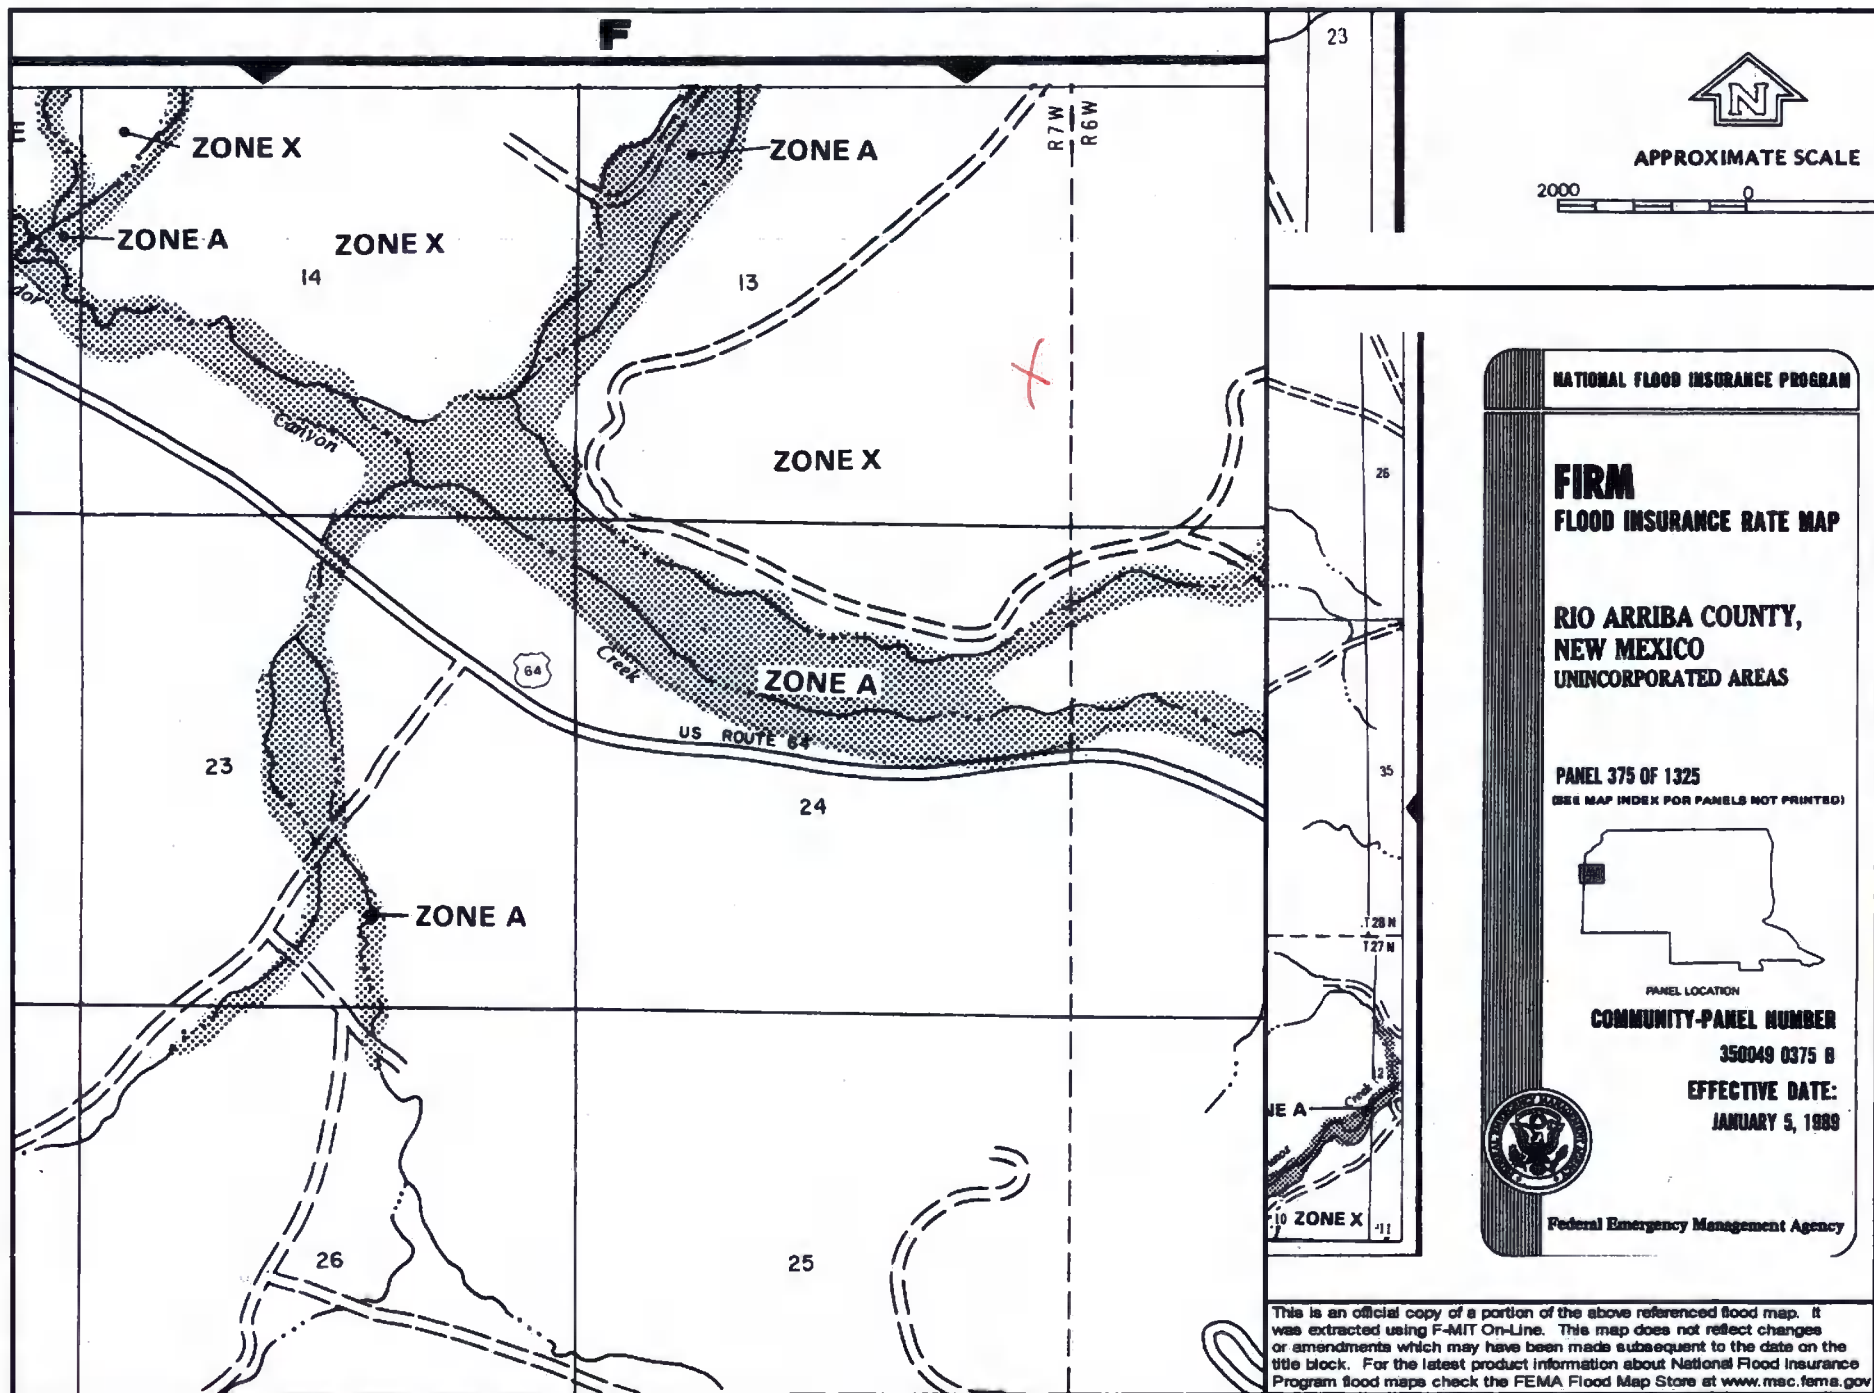 F
23
N
APPROXIMATE SCALE
2000
0
E
ZONE X
ZONE A
R7W
R6W
ZONE A
ZONE X
14
13
Canyon
ZONE X
26
64
Creek
ZONE A
US ROUTE 64
23
24
35
ZONE A
T28N
T27N
26
25
12
NE A
Creek
10
ZONE X
11
NATIONAL FLOOD INSURANCE PROGRAM
FIRM
FLOOD INSURANCE RATE MAP
RIO ARRIBA COUNTY,
NEW MEXICO
UNINCORPORATED AREAS
PANEL 375 OF 1325
(SEE MAP INDEX FOR PANELS NOT PRINTED)
PANEL LOCATION
COMMUNITY-PANEL NUMBER
350049 0375 B
EFFECTIVE DATE:
JANUARY 5, 1989
Federal Emergency Management Agency
This is an official copy of a portion of the above referenced flood map. It
was extracted using F-MIT On-Line. This map does not reflect changes
or amendments which may have been made subsequent to the date on the
title block. For the latest product information about National Flood Insurance
Program flood maps check the FEMA Flood Map Store at www.msc.fema.gov